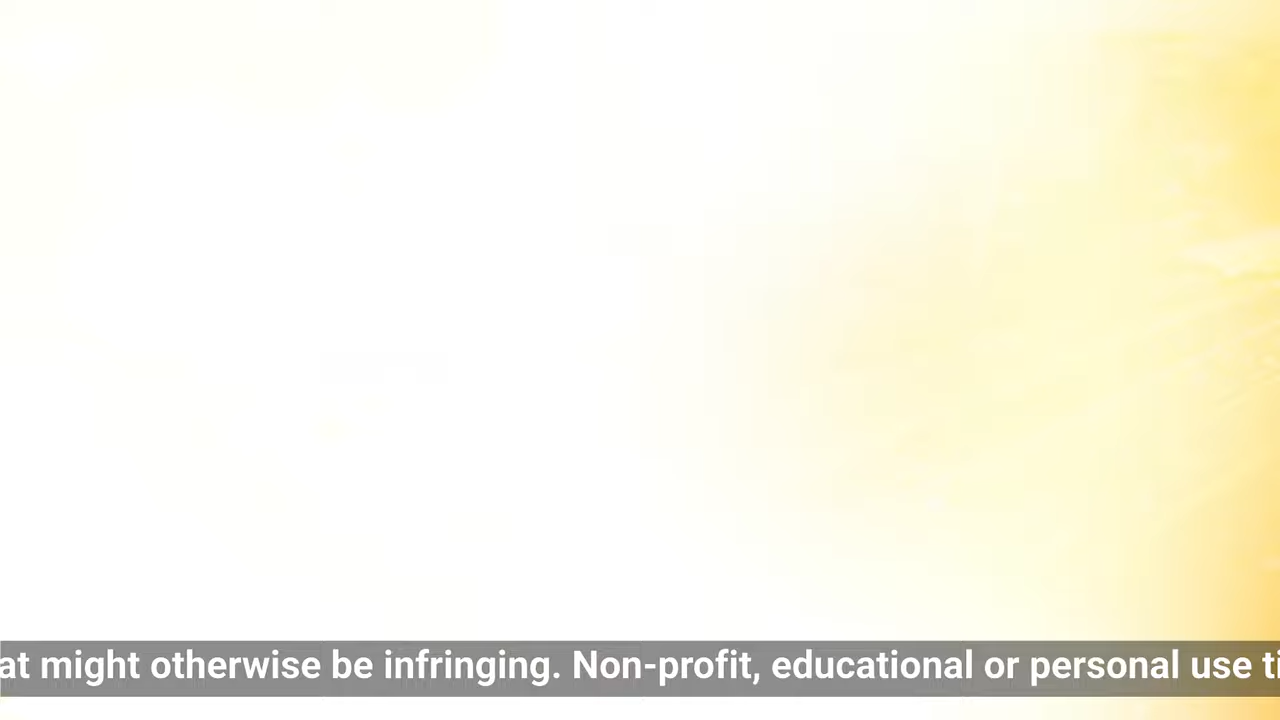 at might otherwise be infringing. Non-profit, educational or personal use ti